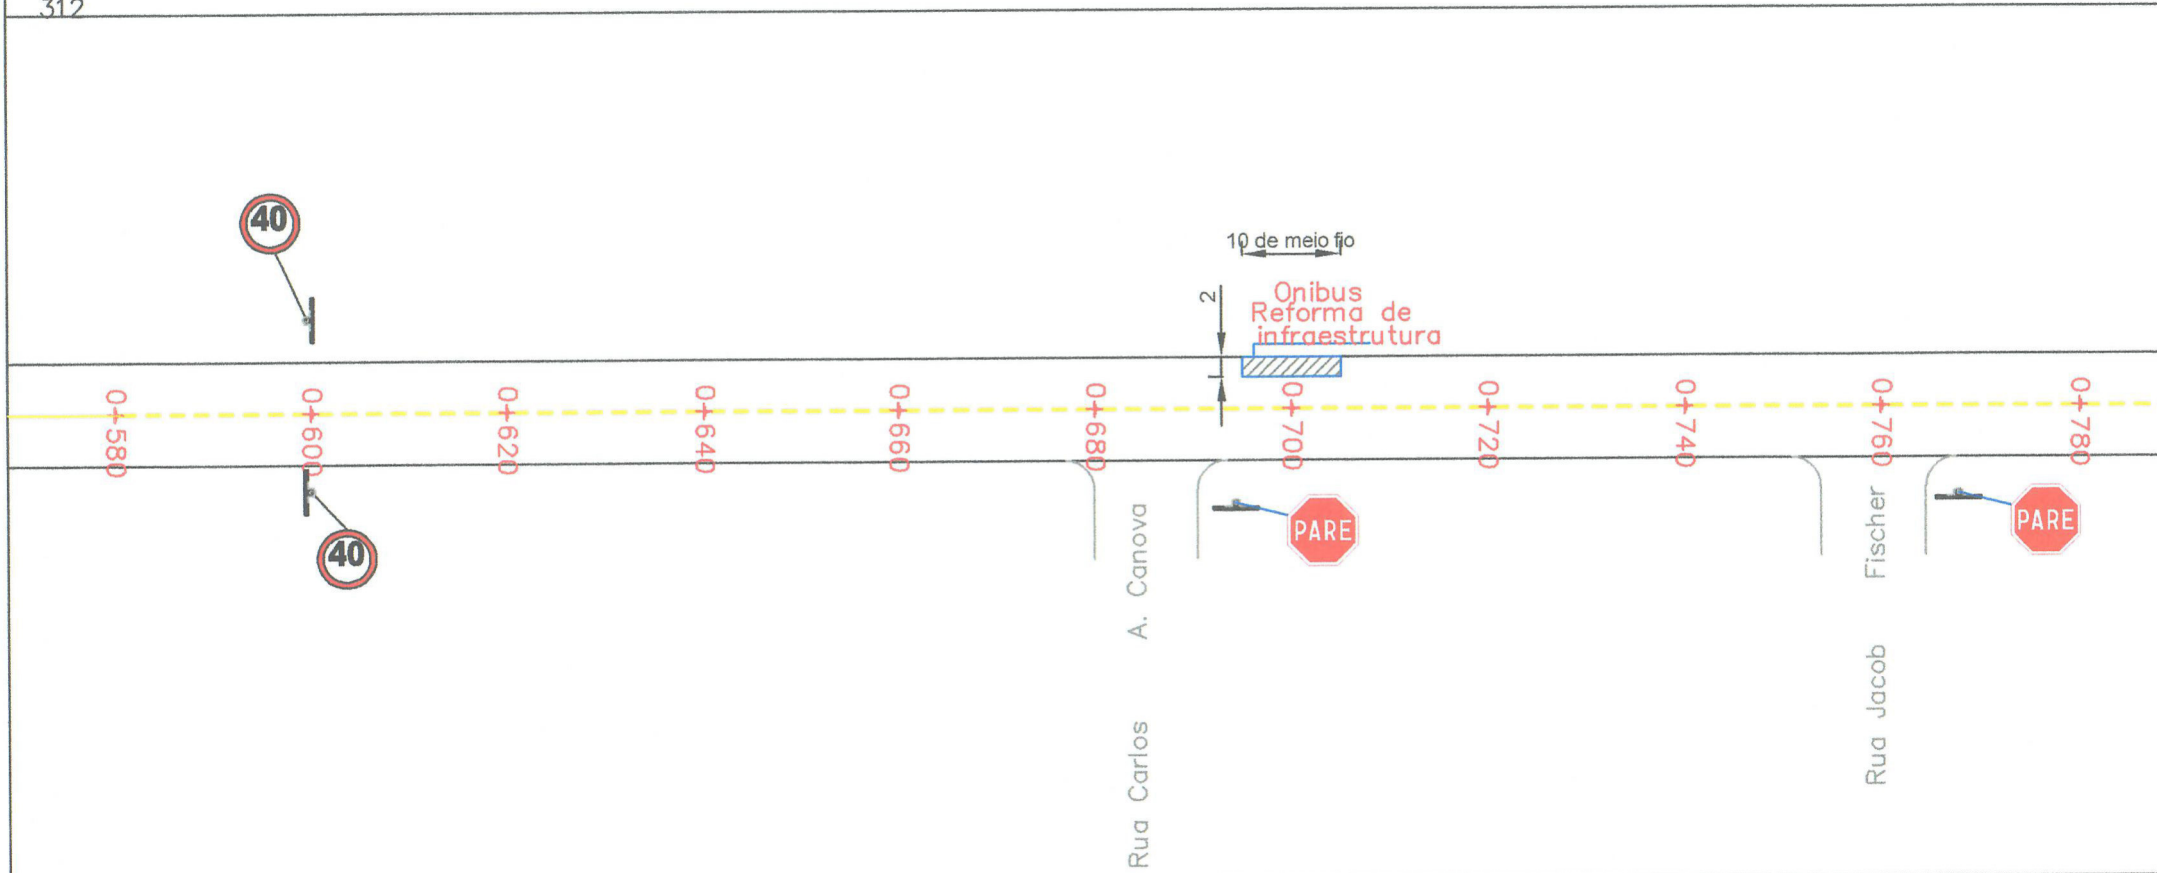 312
40
10 de meio fio
2
Onibus
Reforma de
infraestrutura
0+580
0+600
0+620
0+640
0+660
0+680
0+700
0+720
0+740
0+760
0+780
40
PARE
PARE
Rua Carlos A. Canova
Rua Jacob Fischer